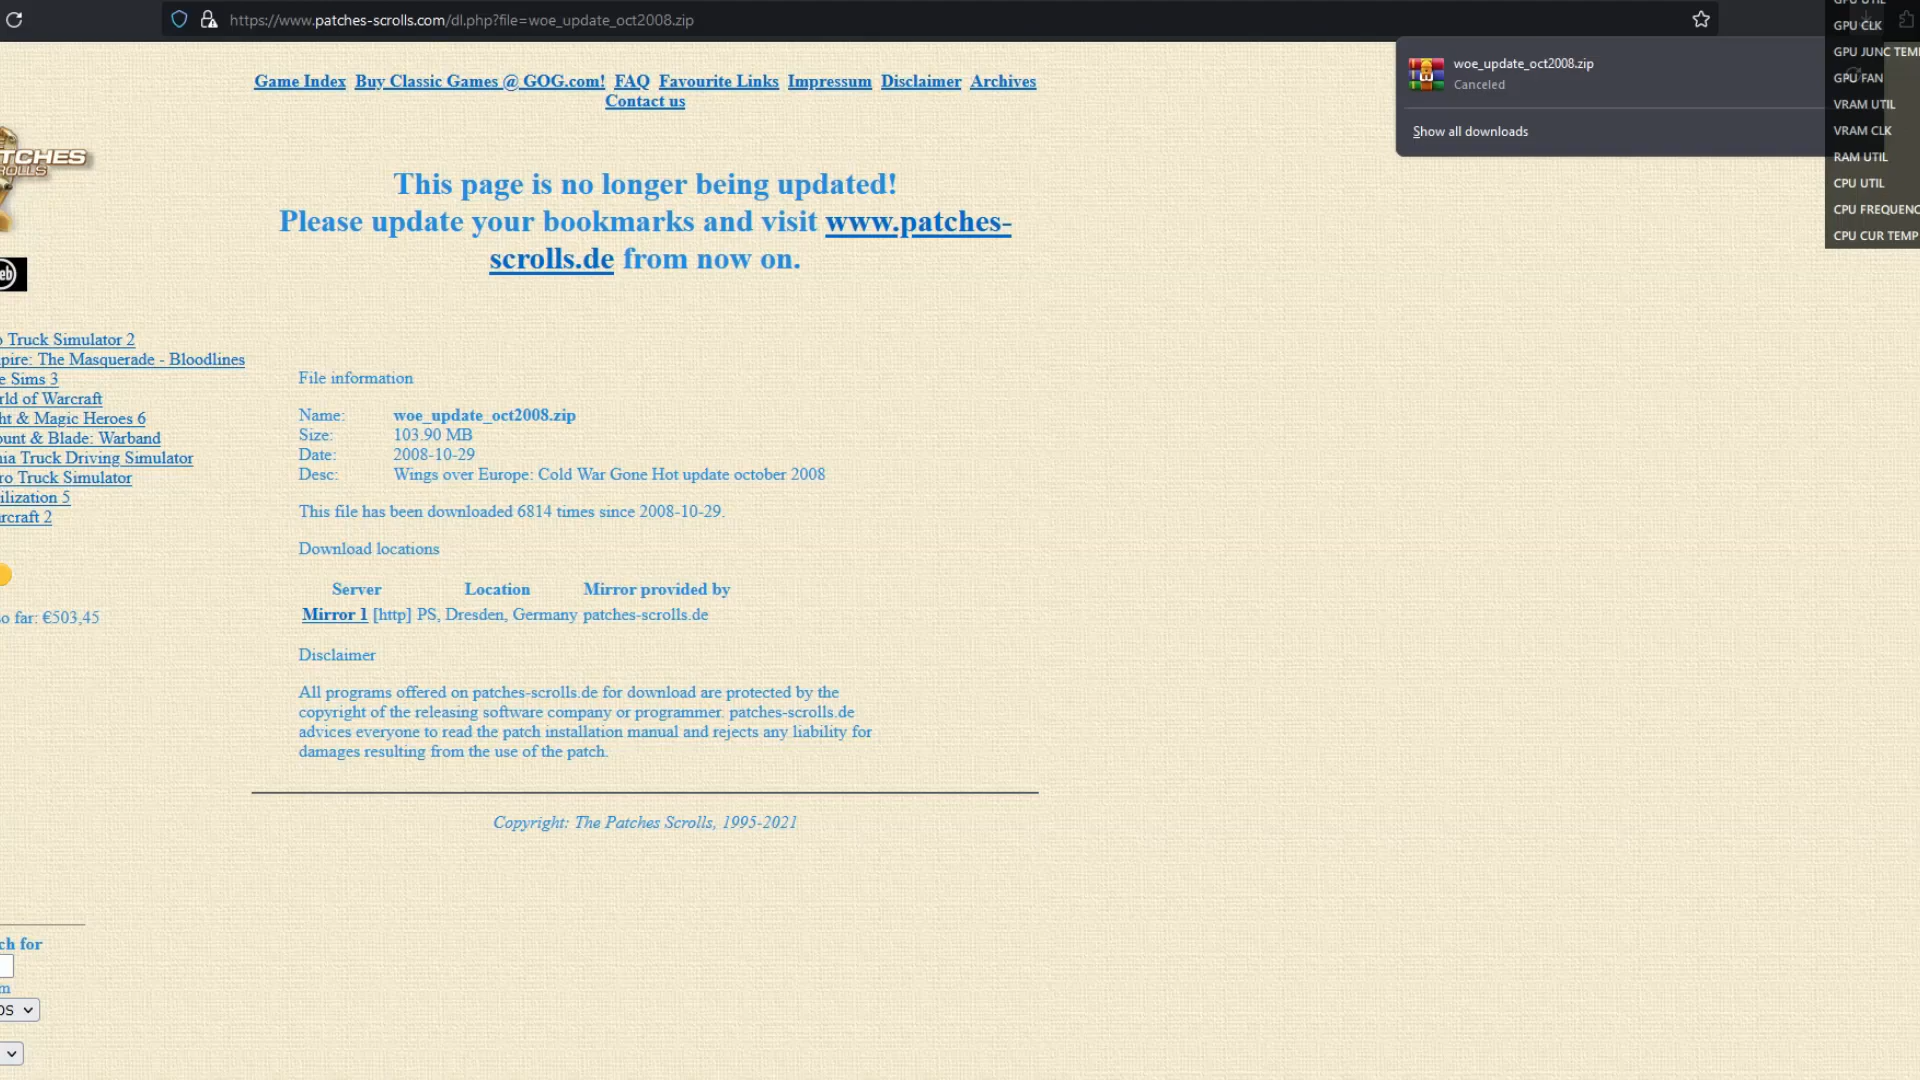 https://www.patches-scrolls.com/dl.php?file=woe_update_oct2008.zip
woe_update_oct2008.zip
Canceled
Show all downloads
GPU UTIL
GPU CLK
GPU JUNC TEMP
GPU FAN
VRAM UTIL
VRAM CLK
RAM UTIL
CPU UTIL
CPU FREQUENC
CPU CUR TEMP
Game Index Buy Classic Games @ GOG.com! FAQ Favourite Links Impressum Disclaimer Archives
Contact us
TCHES
ROLLS
This page is no longer being updated!
Please update your bookmarks and visit www.patches-
scrolls.de from now on.
eb
o Truck Simulator 2
pire: The Masquerade - Bloodlines
e Sims 3
rld of Warcraft
ht & Magic Heroes 6
ount & Blade: Warband
nia Truck Driving Simulator
ro Truck Simulator
ilization 5
rcraft 2
so far: €503,45
File information
Name: woe_update_oct2008.zip
Size: 103.90 MB
Date: 2008-10-29
Desc: Wings over Europe: Cold War Gone Hot update october 2008
This file has been downloaded 6814 times since 2008-10-29.
Download locations
Server Location Mirror provided by
Mirror 1 [http] PS, Dresden, Germany patches-scrolls.de
Disclaimer
All programs offered on patches-scrolls.de for download are protected by the
copyright of the releasing software company or programmer. patches-scrolls.de
advices everyone to read the patch installation manual and rejects any liability for
damages resulting from the use of the patch.
Copyright: The Patches Scrolls, 1995-2021
ch for
m
OS